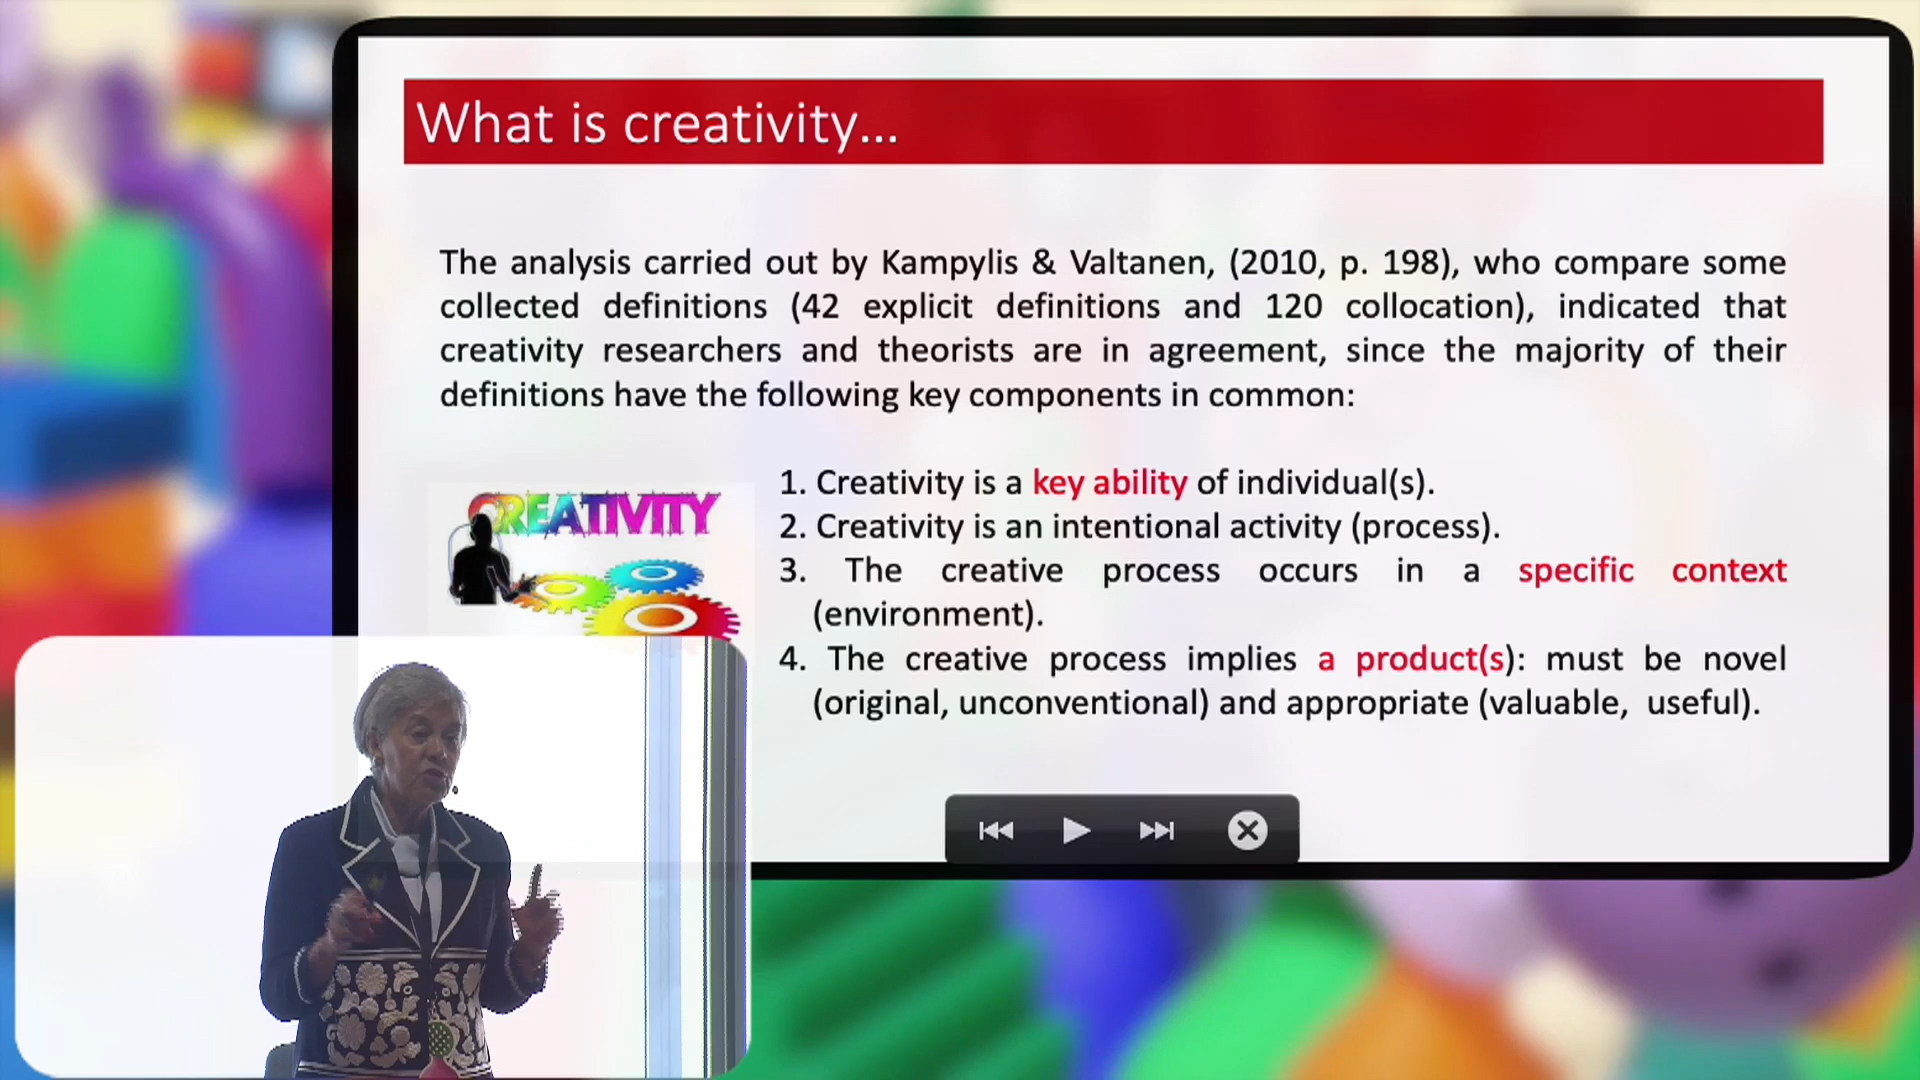 What is creativity...
The analysis carried out by Kampylis & Valtanen, (2010, p. 198), who compare some
collected definitions (42 explicit definitions and 120 collocation), indicated that
creativity researchers and theorists are in agreement, since the majority of their
definitions have the following key components in common:
CREATIVITY
1. Creativity is a key ability of individual(s).
2. Creativity is an intentional activity (process).
3. The creative process occurs in a specific context
(environment).
4. The creative process implies a product(s): must be novel
(original, unconventional) and appropriate (valuable, useful).